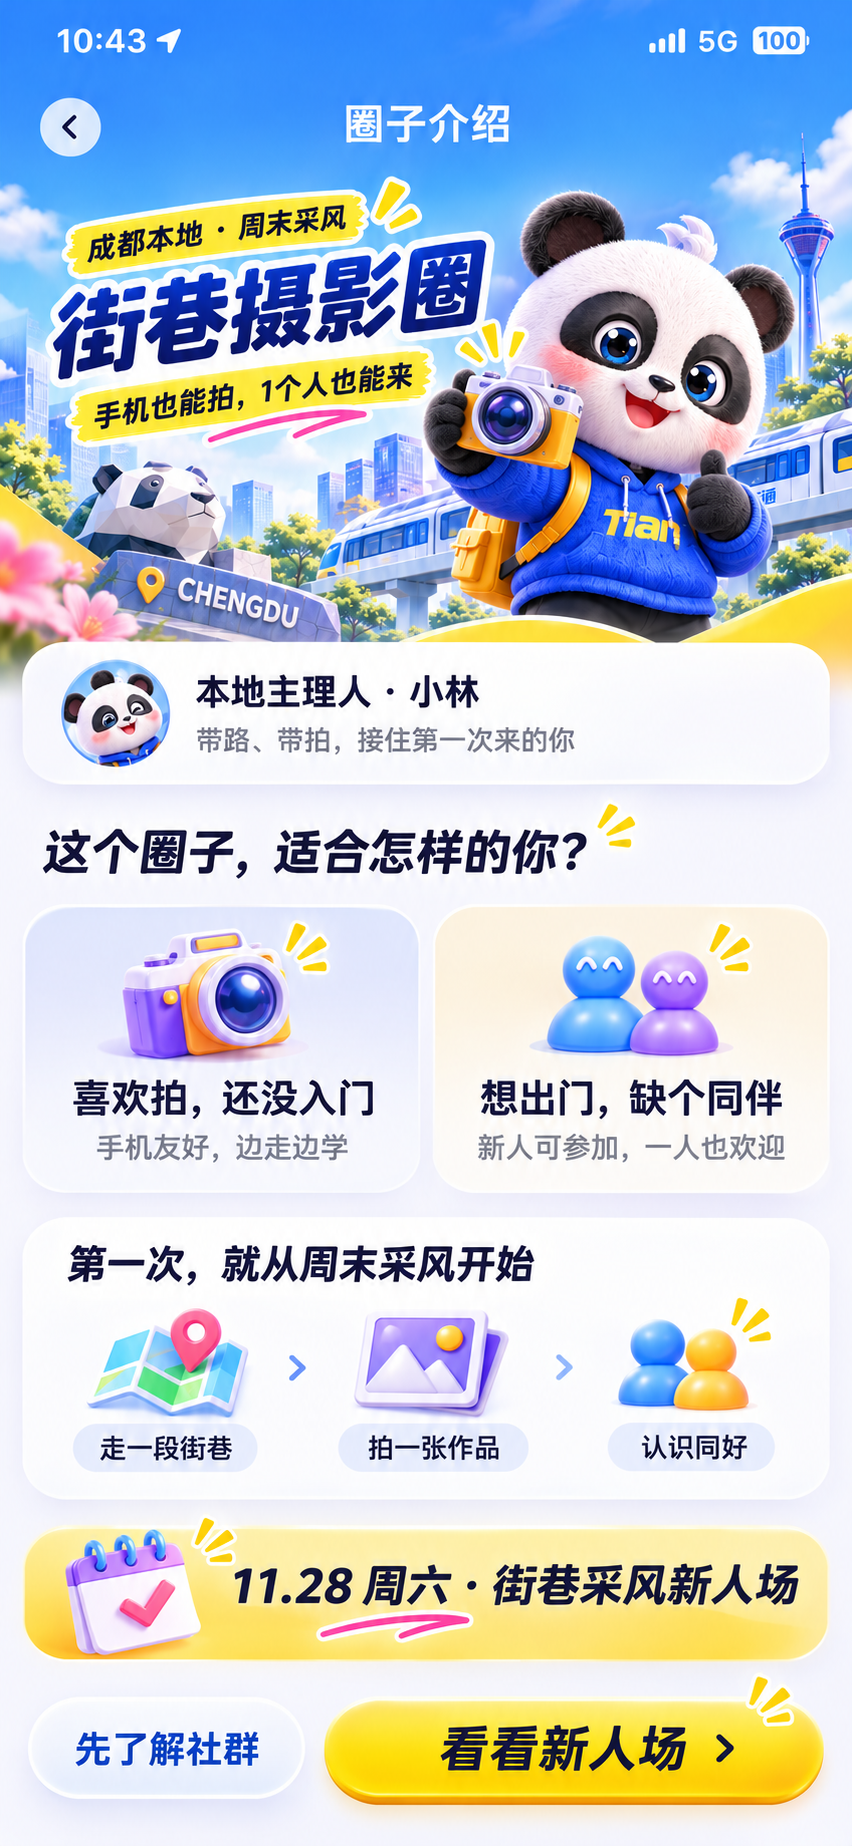 10:43 5G 100
圈子介绍
成都本地 · 周末采风
街巷摄影圈
手机也能拍，1个人也能来
Tian
通
CHENGDU
本地主理人 · 小林
带路、带拍，接住第一次来的你
这个圈子，适合怎样的你？
喜欢拍，还没入门
手机友好，边走边学
想出门，缺个同伴
新人可参加，一人也欢迎
第一次，就从周末采风开始
走一段街巷
拍一张作品
认识同好
11.28 周六 · 街巷采风新人场
先了解社群
看看新人场